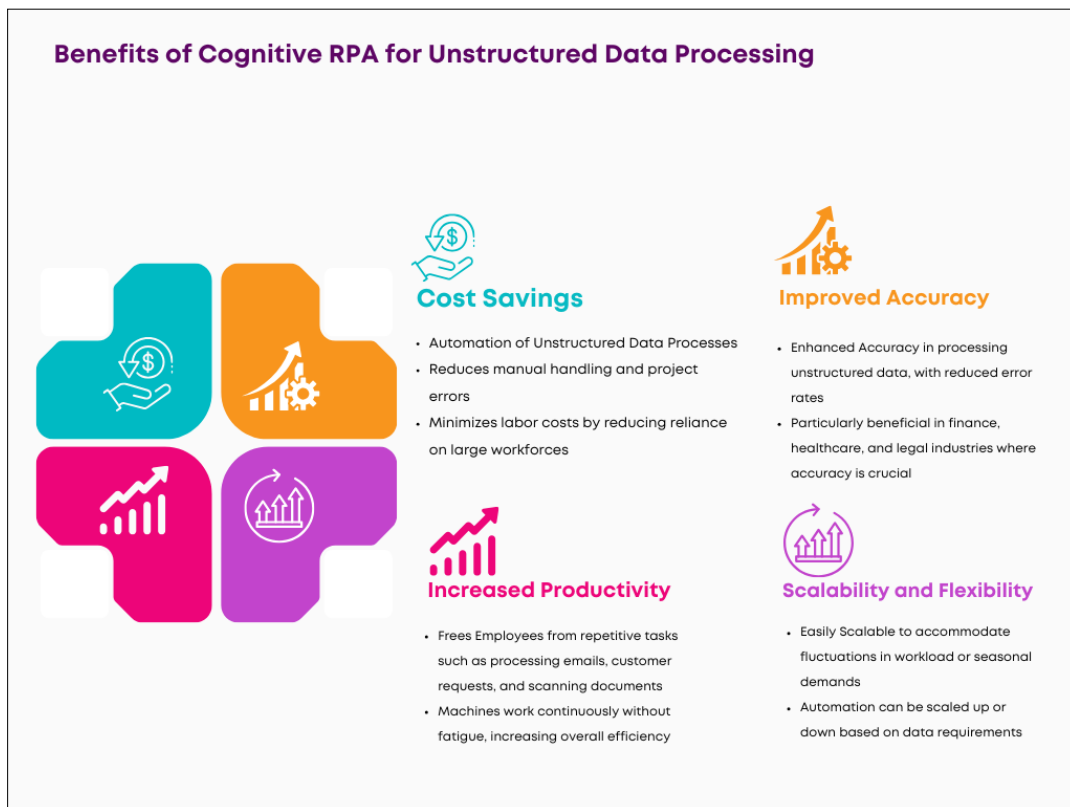 Benefits of Cognitive RPA for Unstructured Data Processing
$
$
Cost Savings
• Automation of Unstructured Data Processes
• Reduces manual handling and project
errors
• Minimizes labor costs by reducing reliance
on large workforces
Improved Accuracy
• Enhanced Accuracy in processing
unstructured data, with reduced error
rates
• Particularly beneficial in finance,
healthcare, and legal industries where
accuracy is crucial
Increased Productivity
• Frees Employees from repetitive tasks
such as processing emails, customer
requests, and scanning documents
• Machines work continuously without
fatigue, increasing overall efficiency
Scalability and Flexibility
• Easily Scalable to accommodate
fluctuations in workload or seasonal
demands
• Automation can be scaled up or
down based on data requirements